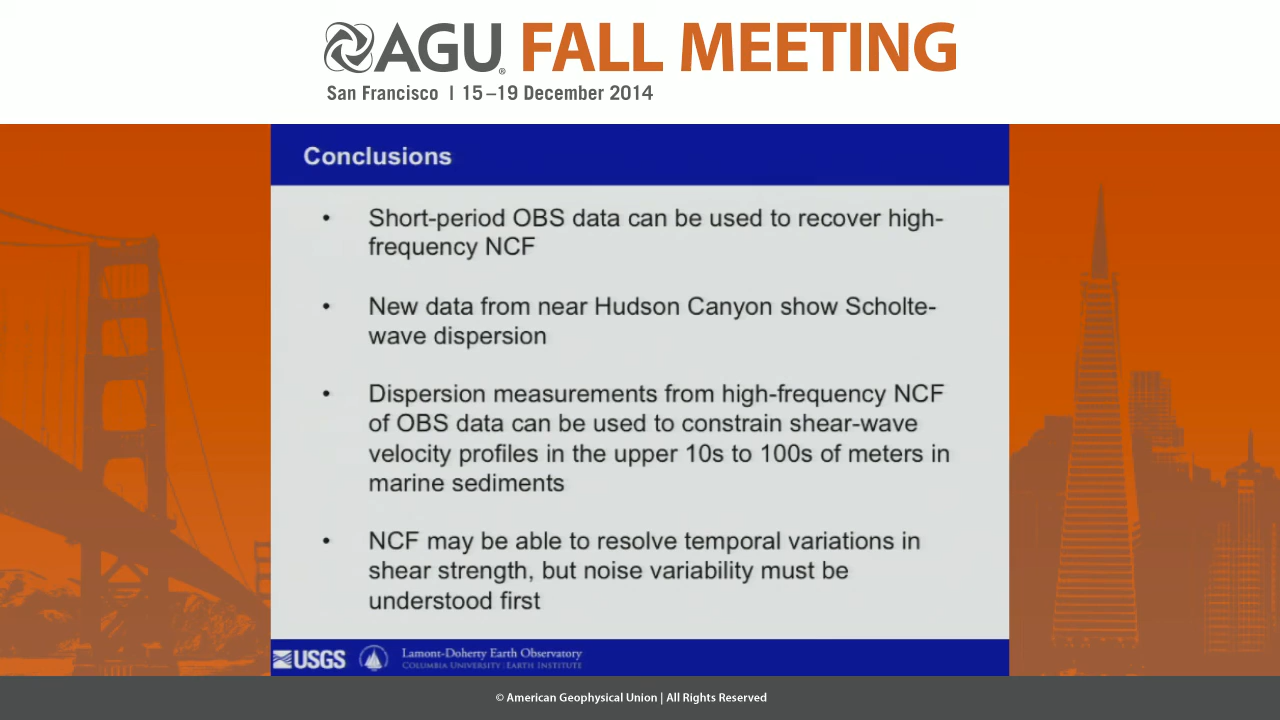 AGU® FALL MEETING
San Francisco | 15–19 December 2014
Conclusions
• Short-period OBS data can be used to recover high-
frequency NCF
• New data from near Hudson Canyon show Scholte-
wave dispersion
• Dispersion measurements from high-frequency NCF
of OBS data can be used to constrain shear-wave
velocity profiles in the upper 10s to 100s of meters in
marine sediments
• NCF may be able to resolve temporal variations in
shear strength, but noise variability must be
understood first
USGS
Lamont-Doherty Earth Observatory
COLUMBIA UNIVERSITY | EARTH INSTITUTE
© American Geophysical Union | All Rights Reserved